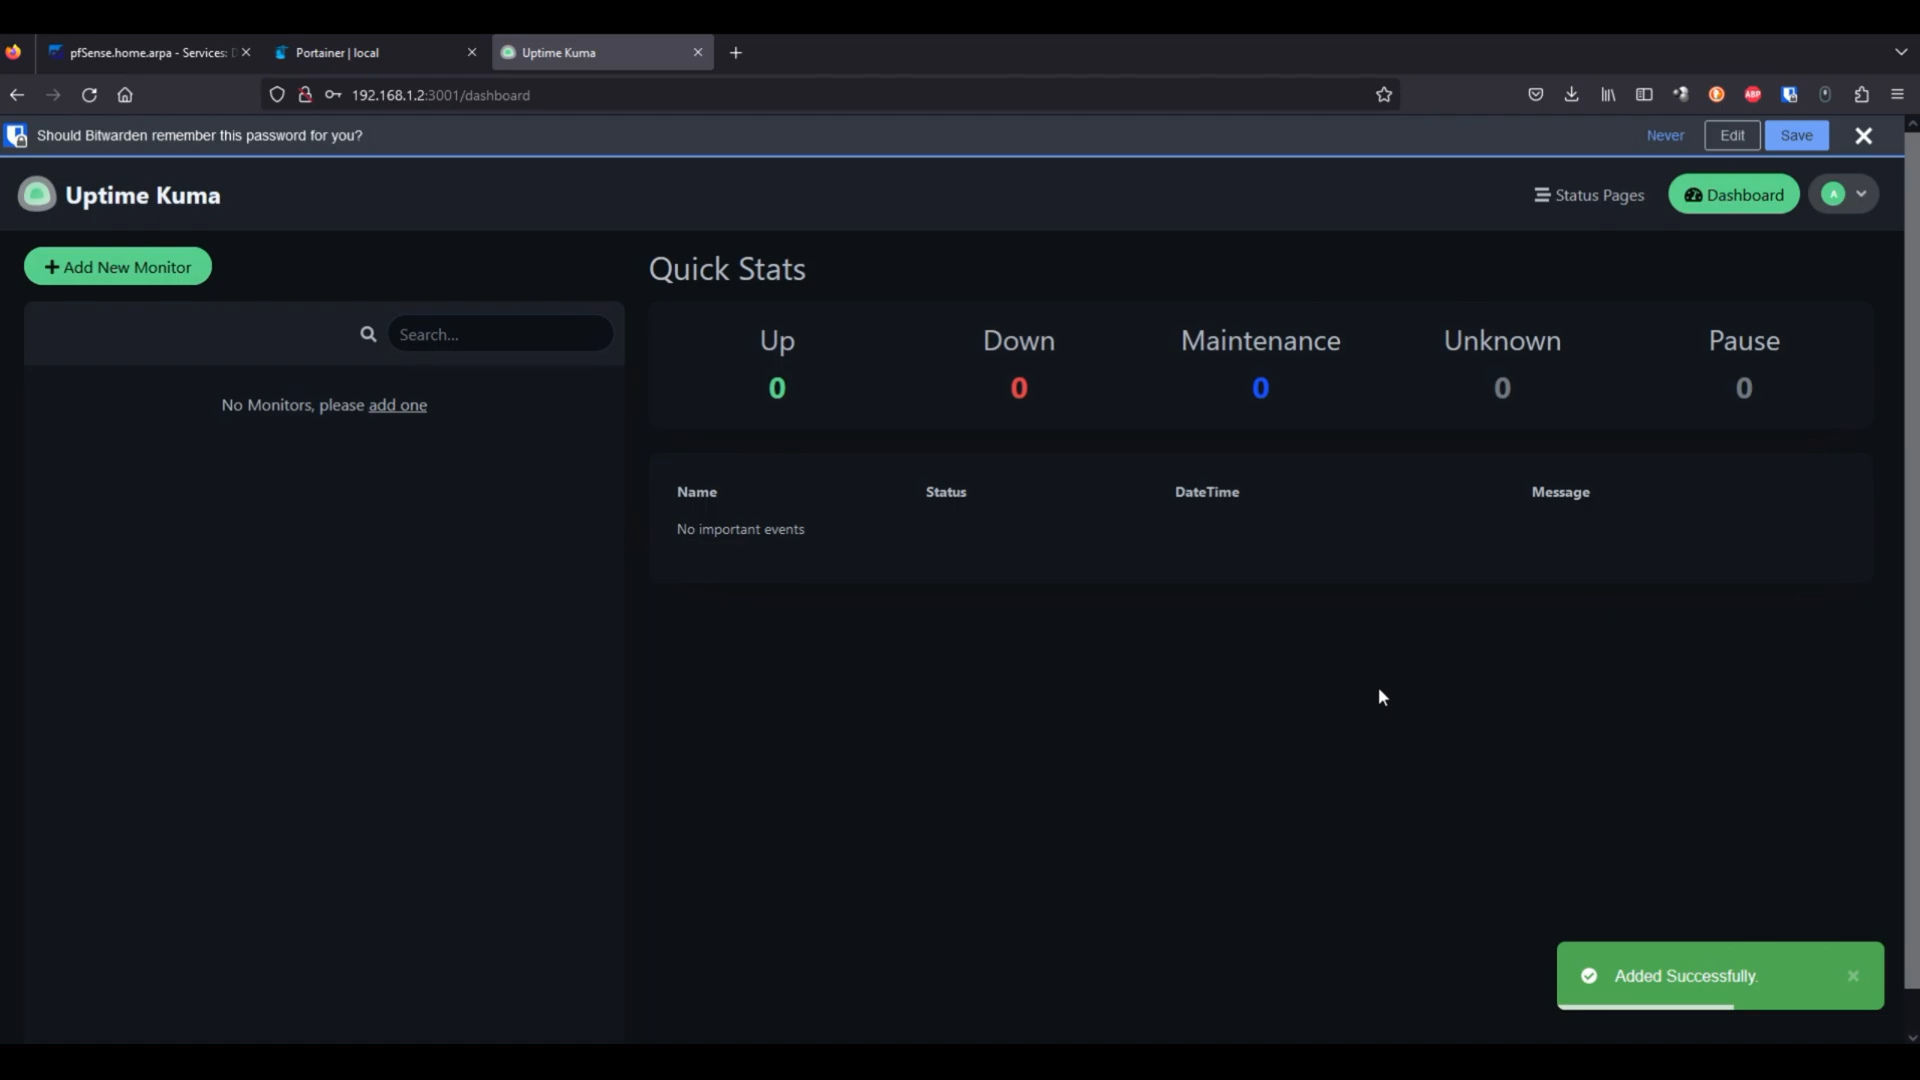 pfSense.home.arpa - Services: D
Portainer | local
Uptime Kuma
192.168.1.2:3001/dashboard
ABP
Should Bitwarden remember this password for you?
Never
Edit
Save
Uptime Kuma
Status Pages
Dashboard
A
Add New Monitor
Quick Stats
Search...
Up
Down
Maintenance
Unknown
Pause
0
0
0
0
0
No Monitors, please add one
Name
Status
DateTime
Message
No important events
Added Successfully.